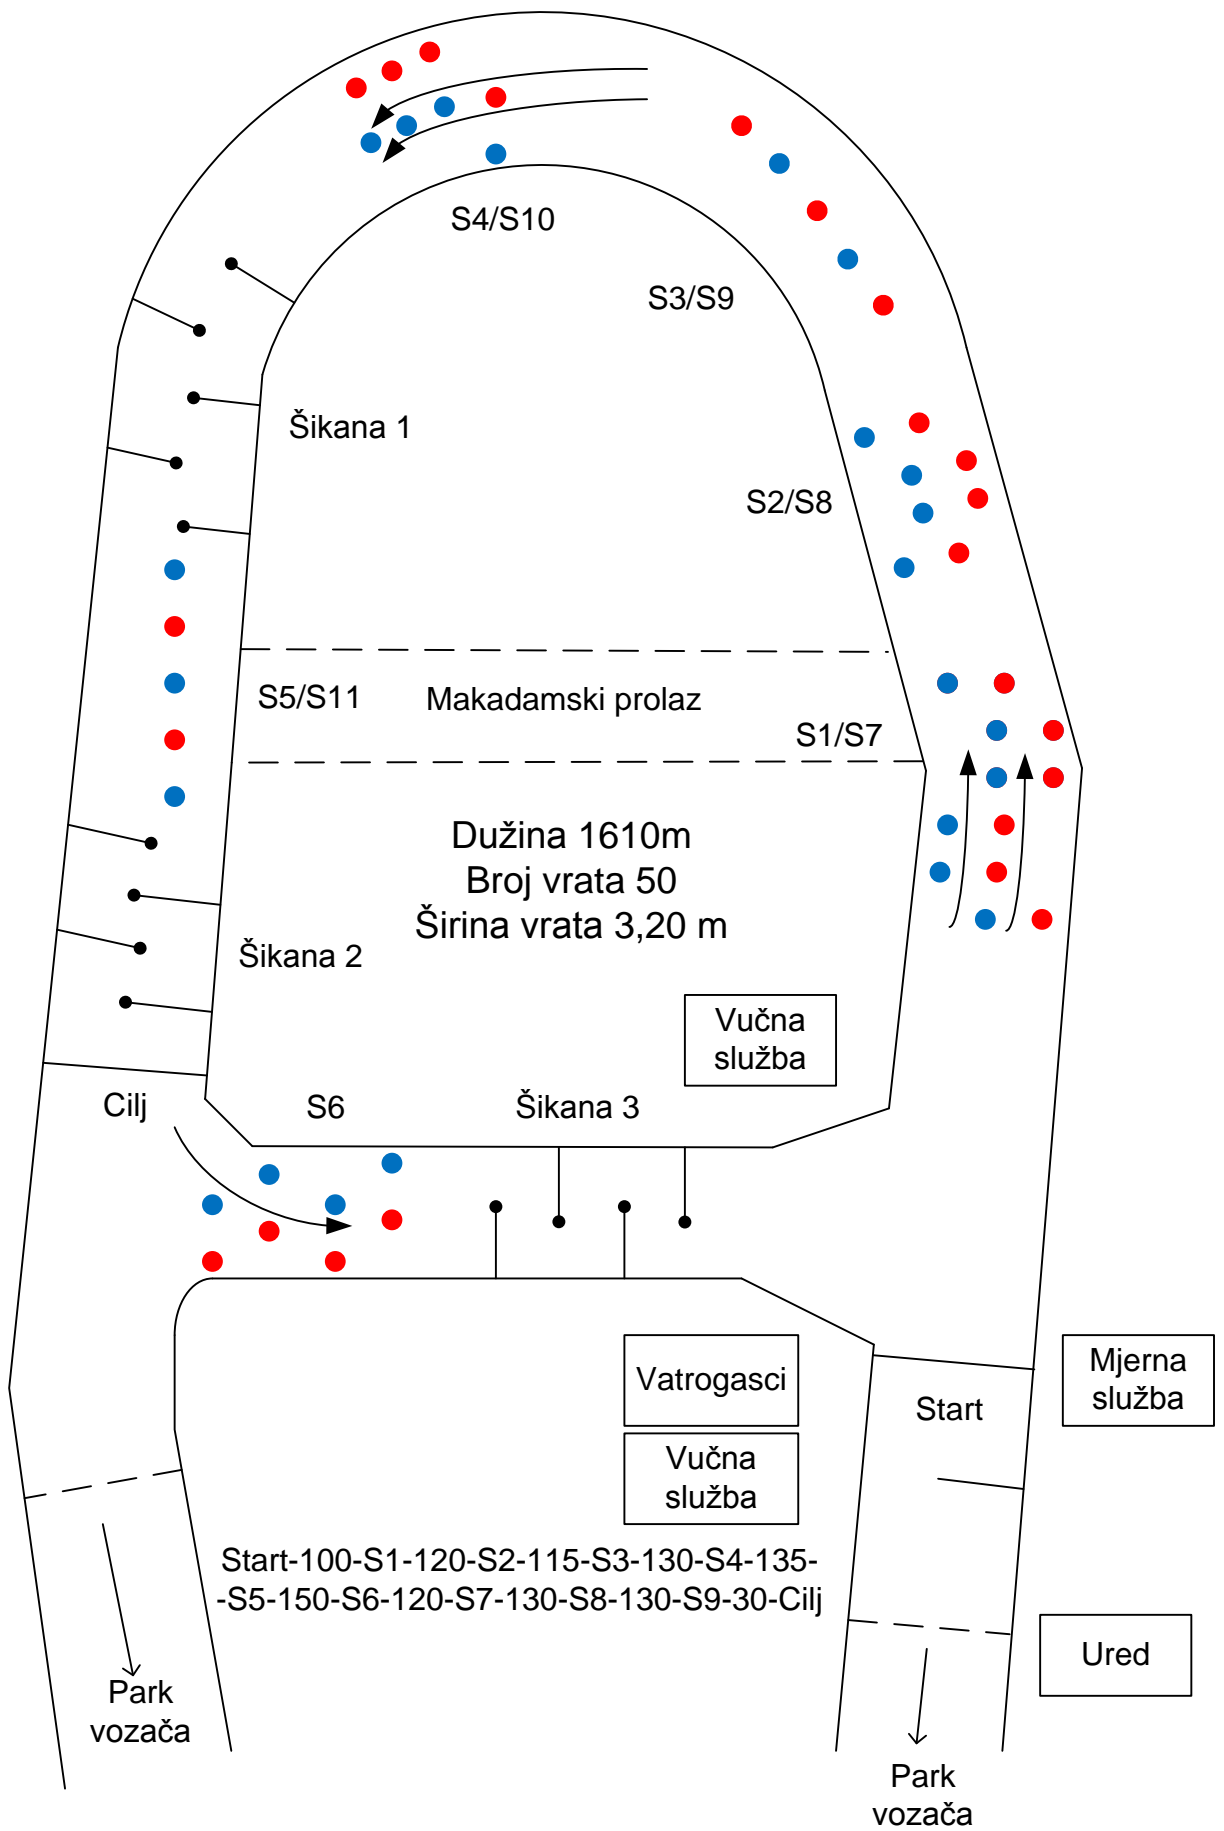 S4/S10
S3/S9
Šikana 1
S2/S8
S5/S11
Makadamski prolaz
S1/S7
Dužina 1610m
Broj vrata 50
Širina vrata 3,20 m
Šikana 2
Vučna
služba
Cilj
S6
Šikana 3
Vatrogasci
Mjerna
služba
Start
Vučna
služba
Start-100-S1-120-S2-115-S3-130-S4-135-
-S5-150-S6-120-S7-130-S8-130-S9-30-Cilj
Ured
Park
vozača
Park
vozača